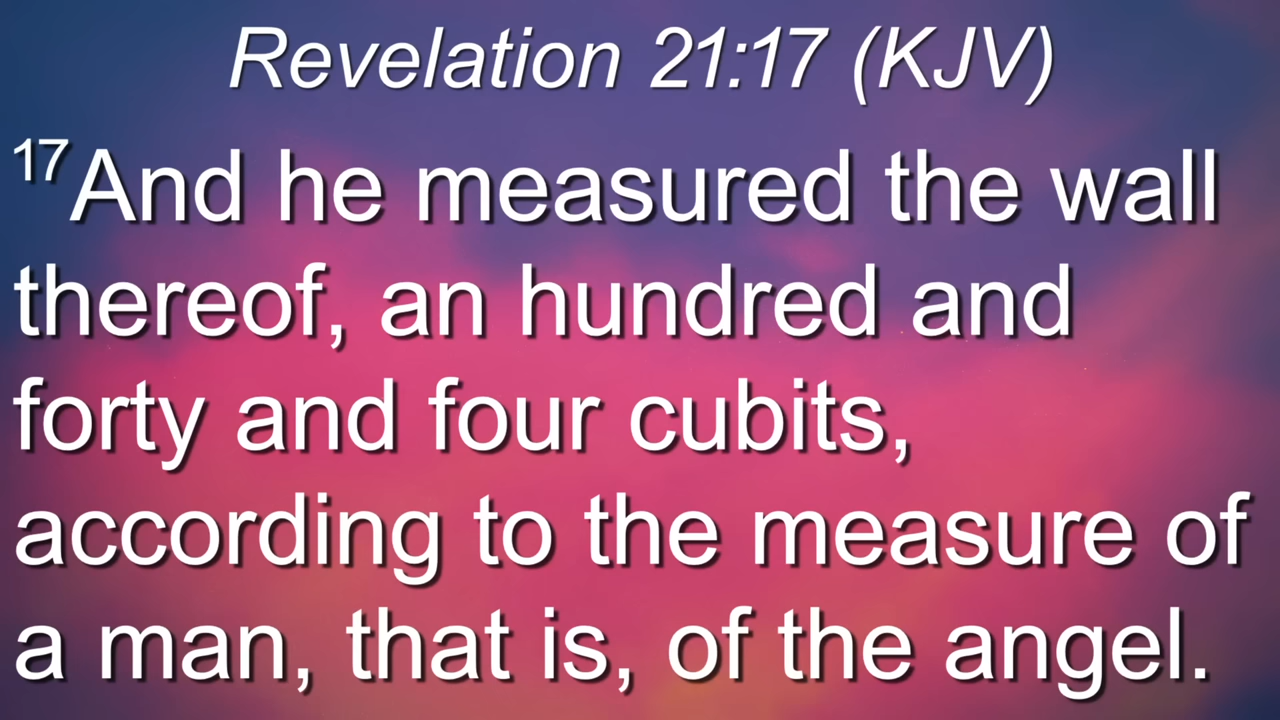 Revelation 21:17 (KJV)
17And he measured the wall
thereof, an hundred and
forty and four cubits,
according to the measure of
a man, that is, of the angel.